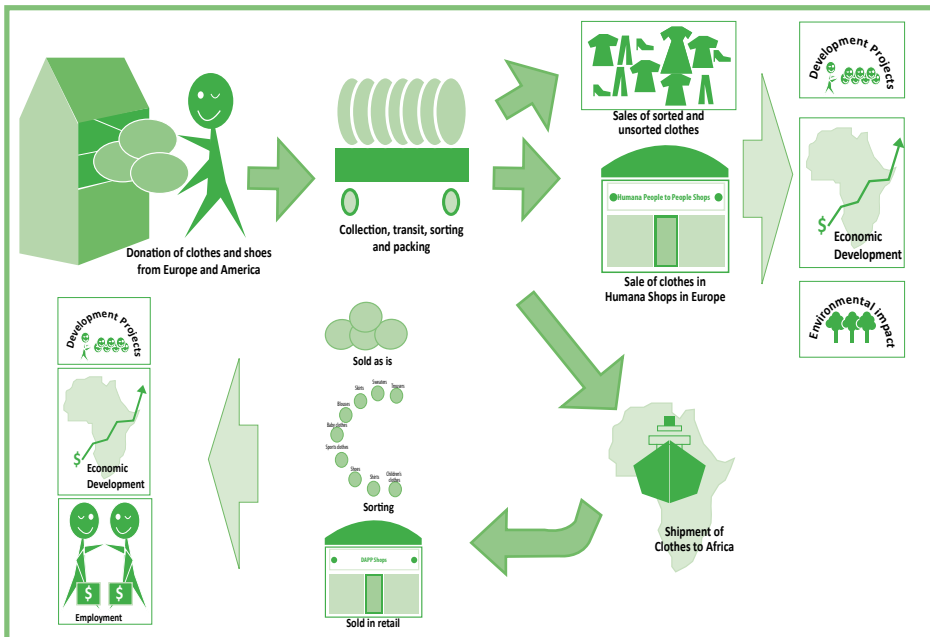 Donation of clothes and shoes
from Europe and America
Collection, transit, sorting
and packing
Sales of sorted and
unsorted clothes
Humana People to People Shops
Sale of clothes in
Humana Shops in Europe
Development Projects
$
Economic
Development
Environmental impact
Shipment of
Clothes to Africa
Sold as is
Sweaters
Trousers
Skirts
Blouses
Baby clothes
Sports clothes
Shoes
Shirts
Children's
clothes
Sorting
DAPP Shops
Sold in retail
Development Projects
$
Economic
Development
$ $
Employment